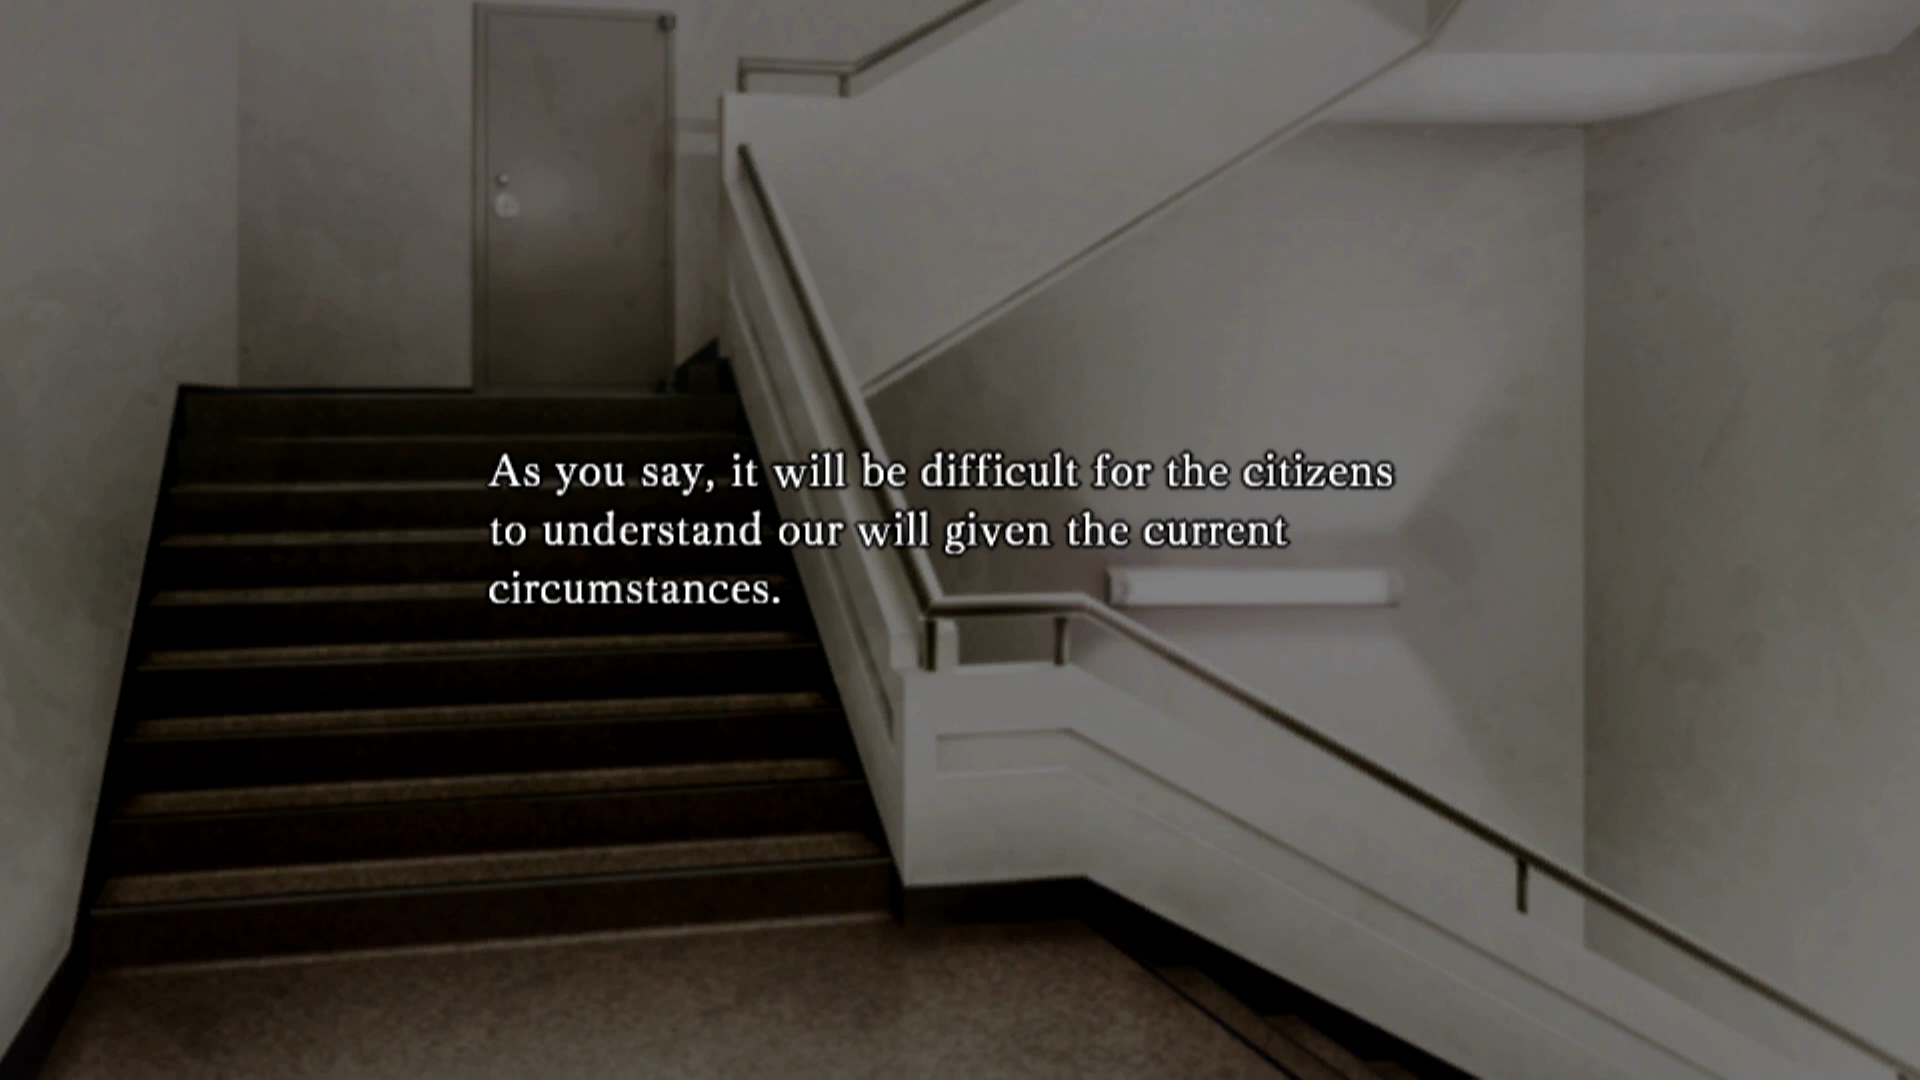 As you say, it will be difficult for the citizens
to understand our will given the current
circumstances.